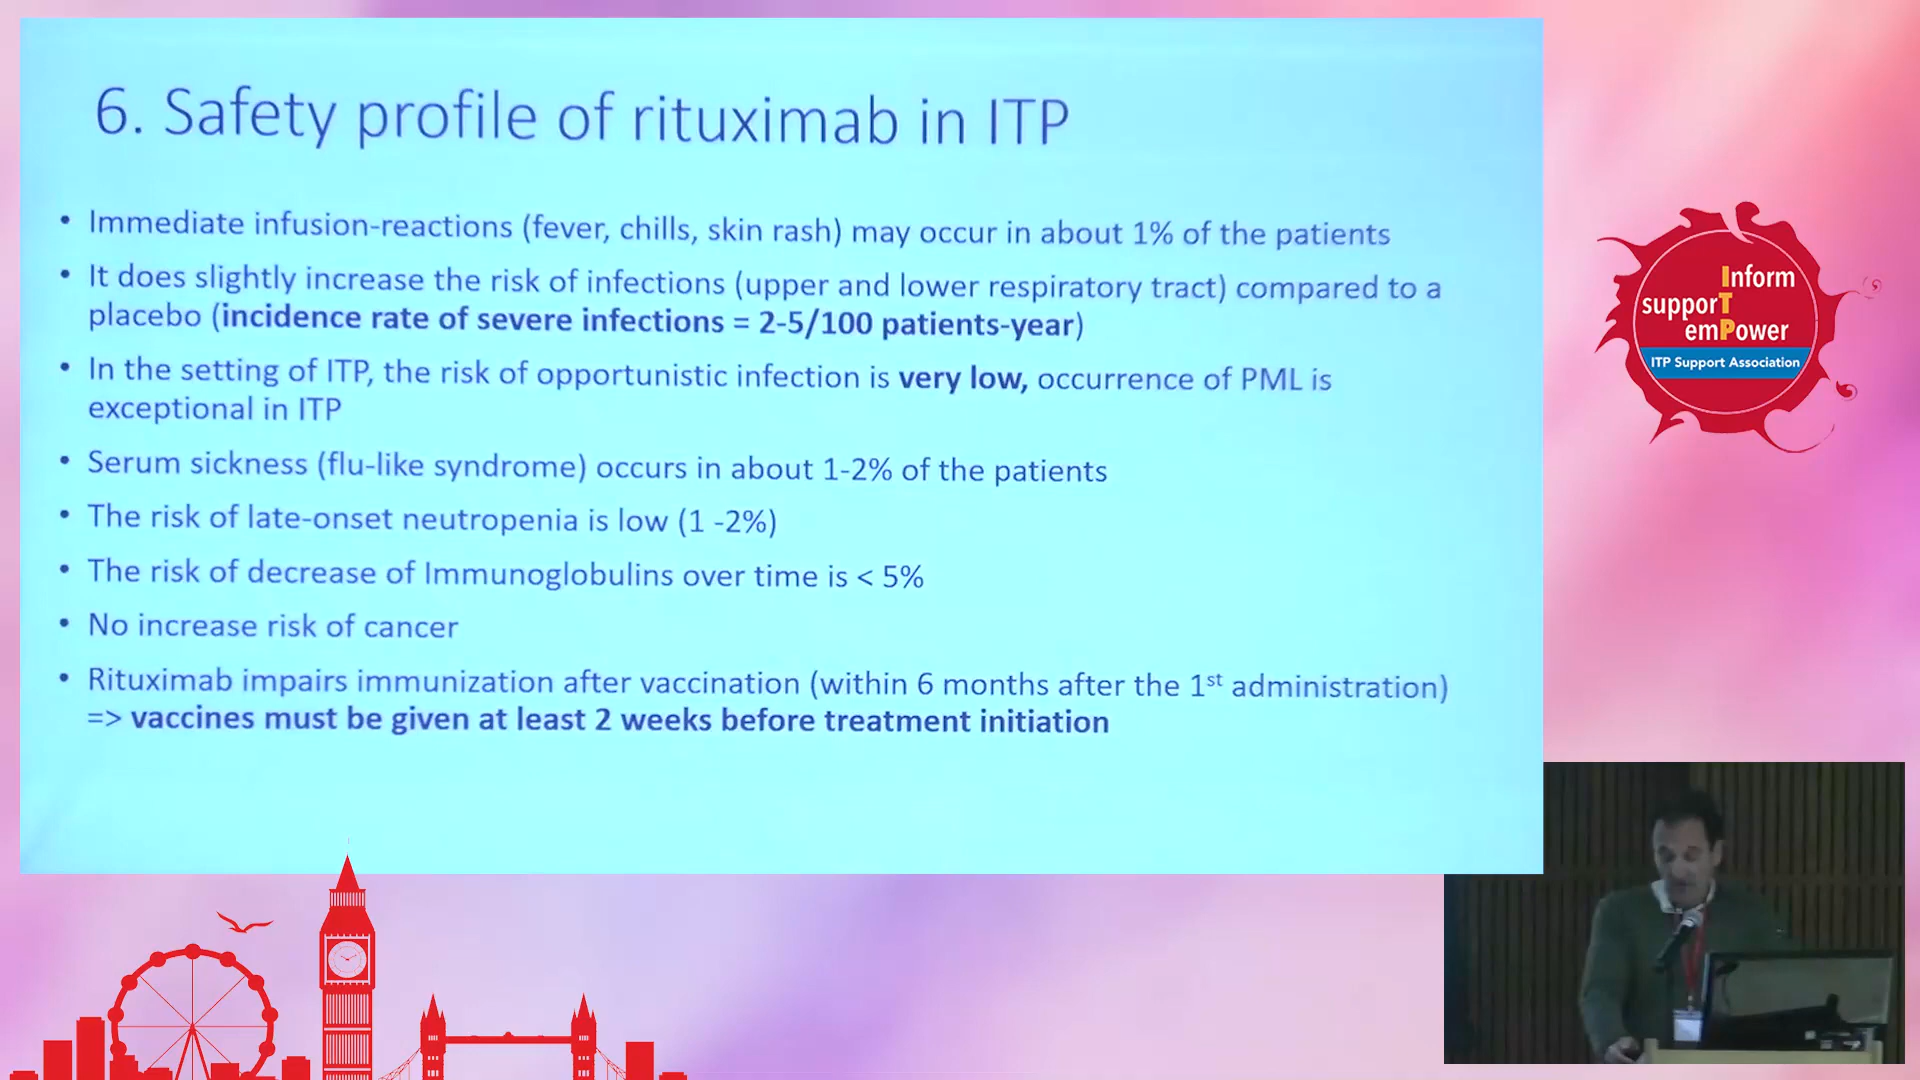 6. Safety profile of rituximab in ITP
• Immediate infusion-reactions (fever, chills, skin rash) may occur in about 1% of the patients
• It does slightly increase the risk of infections (upper and lower respiratory tract) compared to a
placebo (incidence rate of severe infections = 2-5/100 patients-year)
• In the setting of ITP, the risk of opportunistic infection is very low, occurrence of PML is
exceptional in ITP
• Serum sickness (flu-like syndrome) occurs in about 1-2% of the patients
• The risk of late-onset neutropenia is low (1 -2%)
• The risk of decrease of Immunoglobulins over time is < 5%
• No increase risk of cancer
• Rituximab impairs immunization after vaccination (within 6 months after the 1st administration)
=> vaccines must be given at least 2 weeks before treatment initiation
Inform
supporT
emPower
ITP Support Association